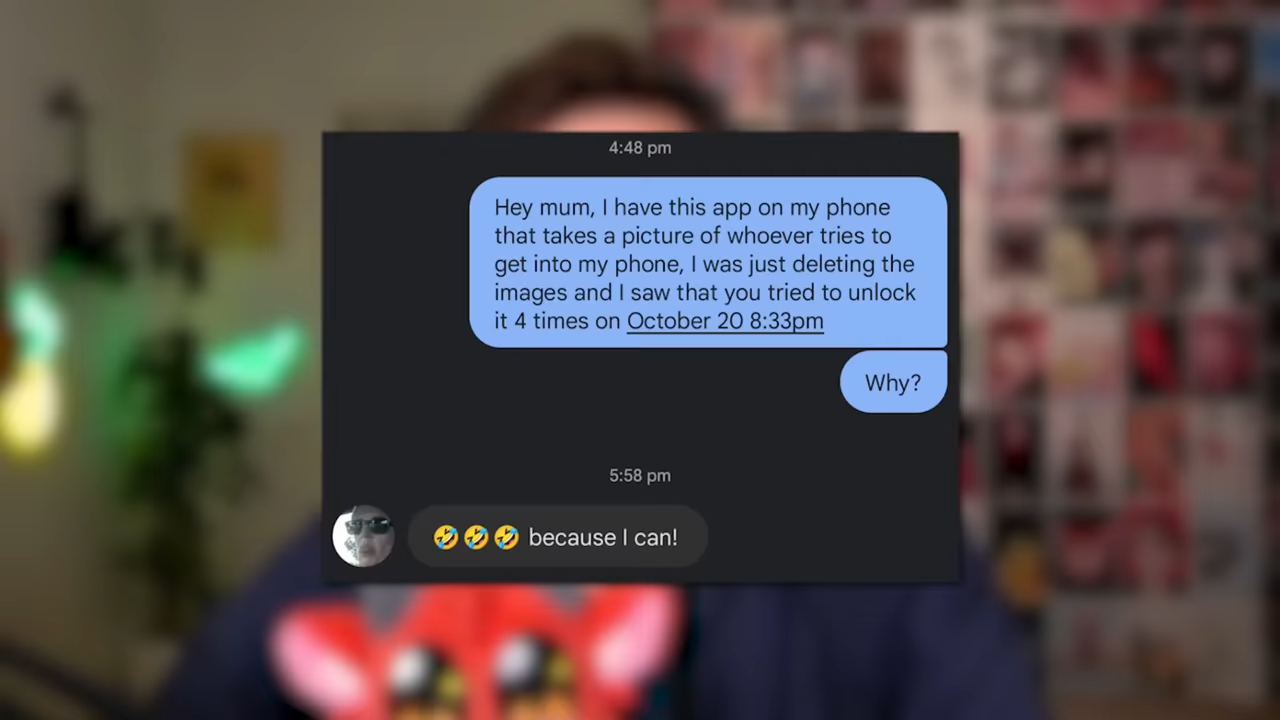 4:48 pm
Hey mum, I have this app on my phone
that takes a picture of whoever tries to
get into my phone, I was just deleting the
images and I saw that you tried to unlock
it 4 times on October 20 8:33pm
Why?
5:58 pm
🤣🤣🤣 because I can!